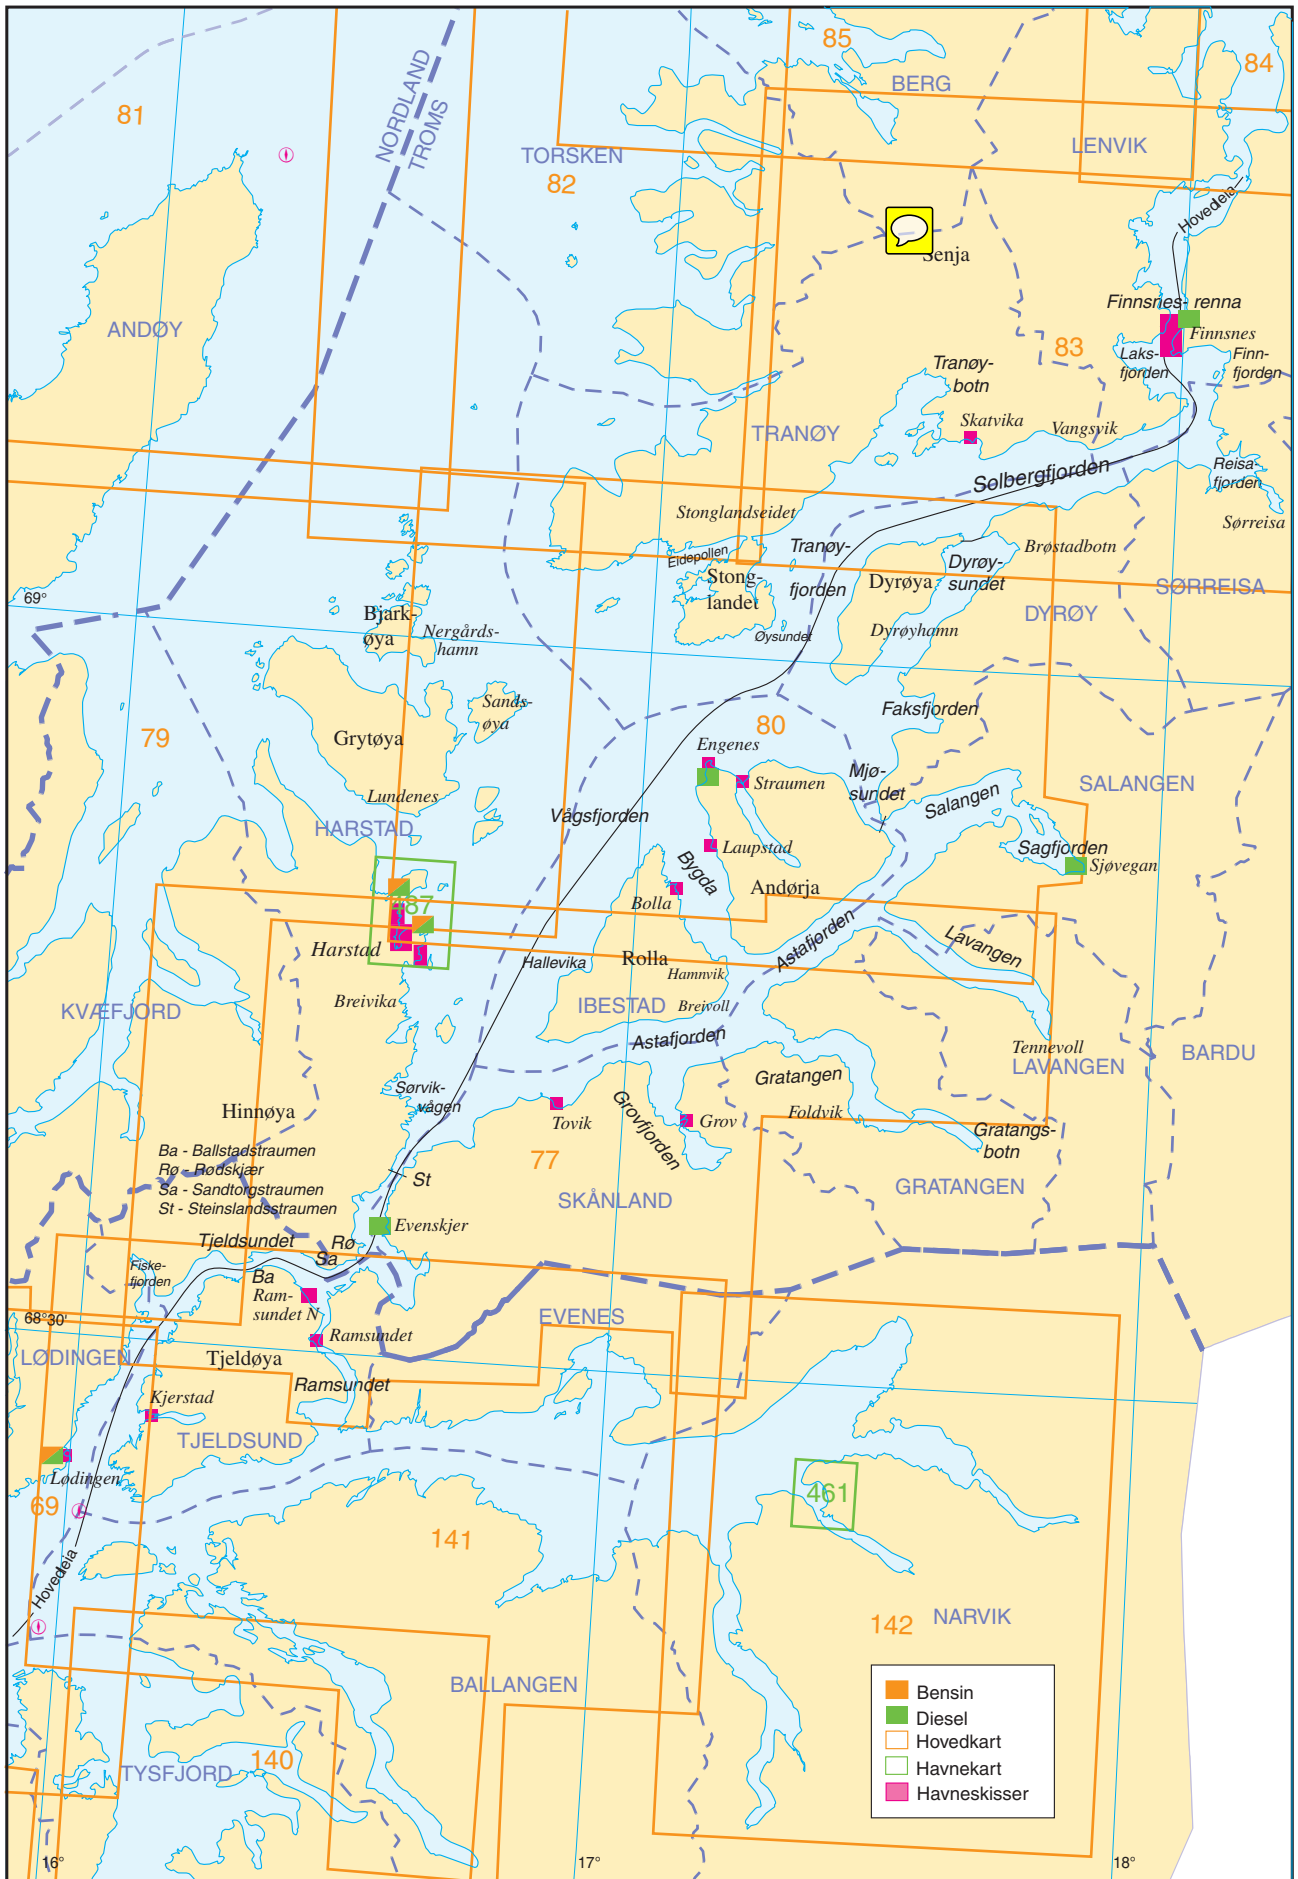 85
84
BERG
81
NORDLAND
TROMS
LENVIK
TORSKEN
82
Hovedleia
Senja
Finnsnes- renna
Finnsnes
ANDØY
83
Laks-
fjorden
Finn-
fjorden
Tranøy-
botn
Skatvika
Vangsvik
TRANØY
Solbergfjorden
Reisa-
fjorden
Stonglandseidet
Sørreisa
Tranøy-
fjorden
Brøstadbotn
Eidepollen
Stong-
landet
Dyrøya
Dyrøy-
sundet
SØRREISA
69°
Bjark-
øya
DYRØY
Nergårds-
hamn
Øysundet
Dyrøyhamn
Sands-
øya
Faksfjorden
79
Grytøya
80
Engenes
Straumen
Mjø-
sundet
SALANGEN
Lundenes
Salangen
Vågsfjorden
HARSTAD
Laupstad
Sagfjorden
Sjøvegan
Bygda
Andørja
Bolla
487
Harstad
Astafjorden
Lavangen
Rolla
Hallevika
Hamnvik
Breivika
IBESTAD
Breivoll
KVÆFJORD
Astafjorden
Tennevoll
LAVANGEN
BARDU
Gratangen
Sørvik-
vågen
Hinnøya
Foldvik
Grovfjorden
Tovik
Grov
Gratangs-
botn
Ba - Ballstadstraumen
Rø - Rødskjær
Sa - Sandtorgstraumen
St - Steinslandsstraumen
77
St
SKÅNLAND
GRATANGEN
Evenskjer
Tjeldsundet
Rø
Sa
Fiske-
fjorden
Ba
Ram-
sundet N
68°30'
EVENES
Ramsundet
LØDINGEN
Tjeldøya
Ramsundet
Kjerstad
TJELDSUND
Lødingen
461
69
141
Hovedleia
142
NARVIK
BALLANGEN
Bensin
Diesel
Hovedkart
Havnekart
Havneskisser
140
TYSFJORD
16°
17°
18°